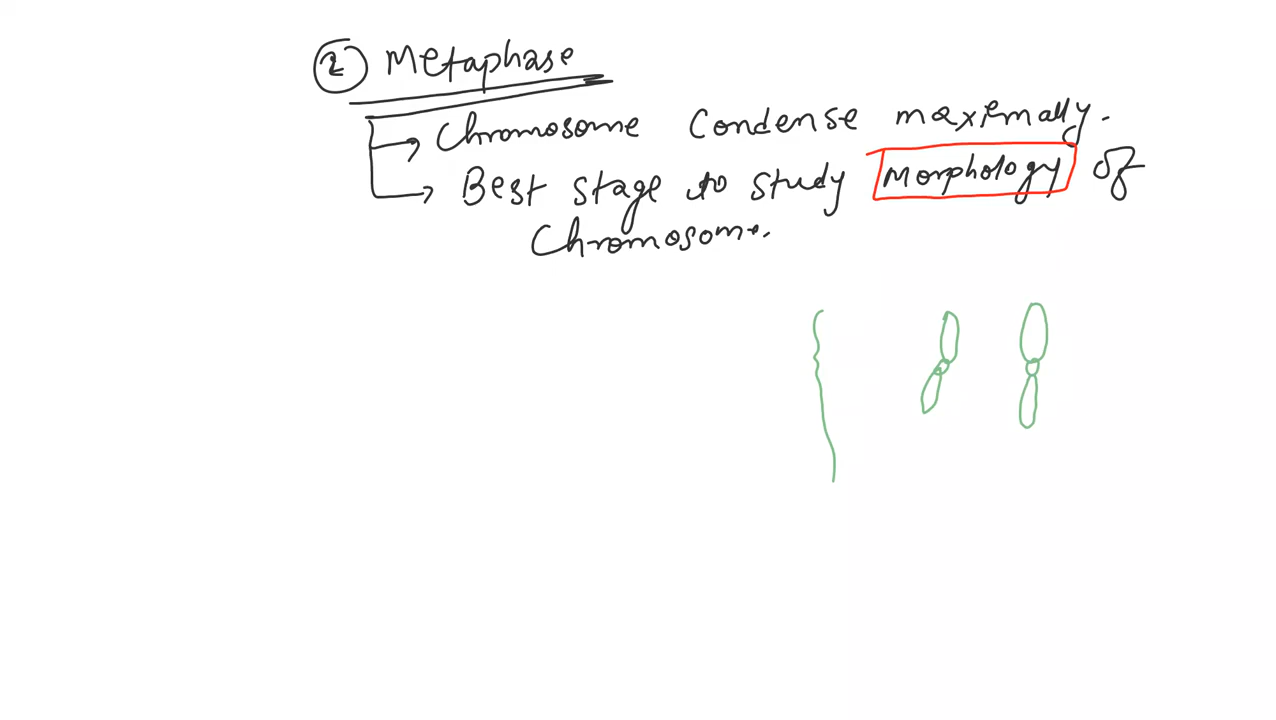 2 Metaphase
→ Chromosome Condense maximally.
→ Best stage to study morphology of
Chromosome.